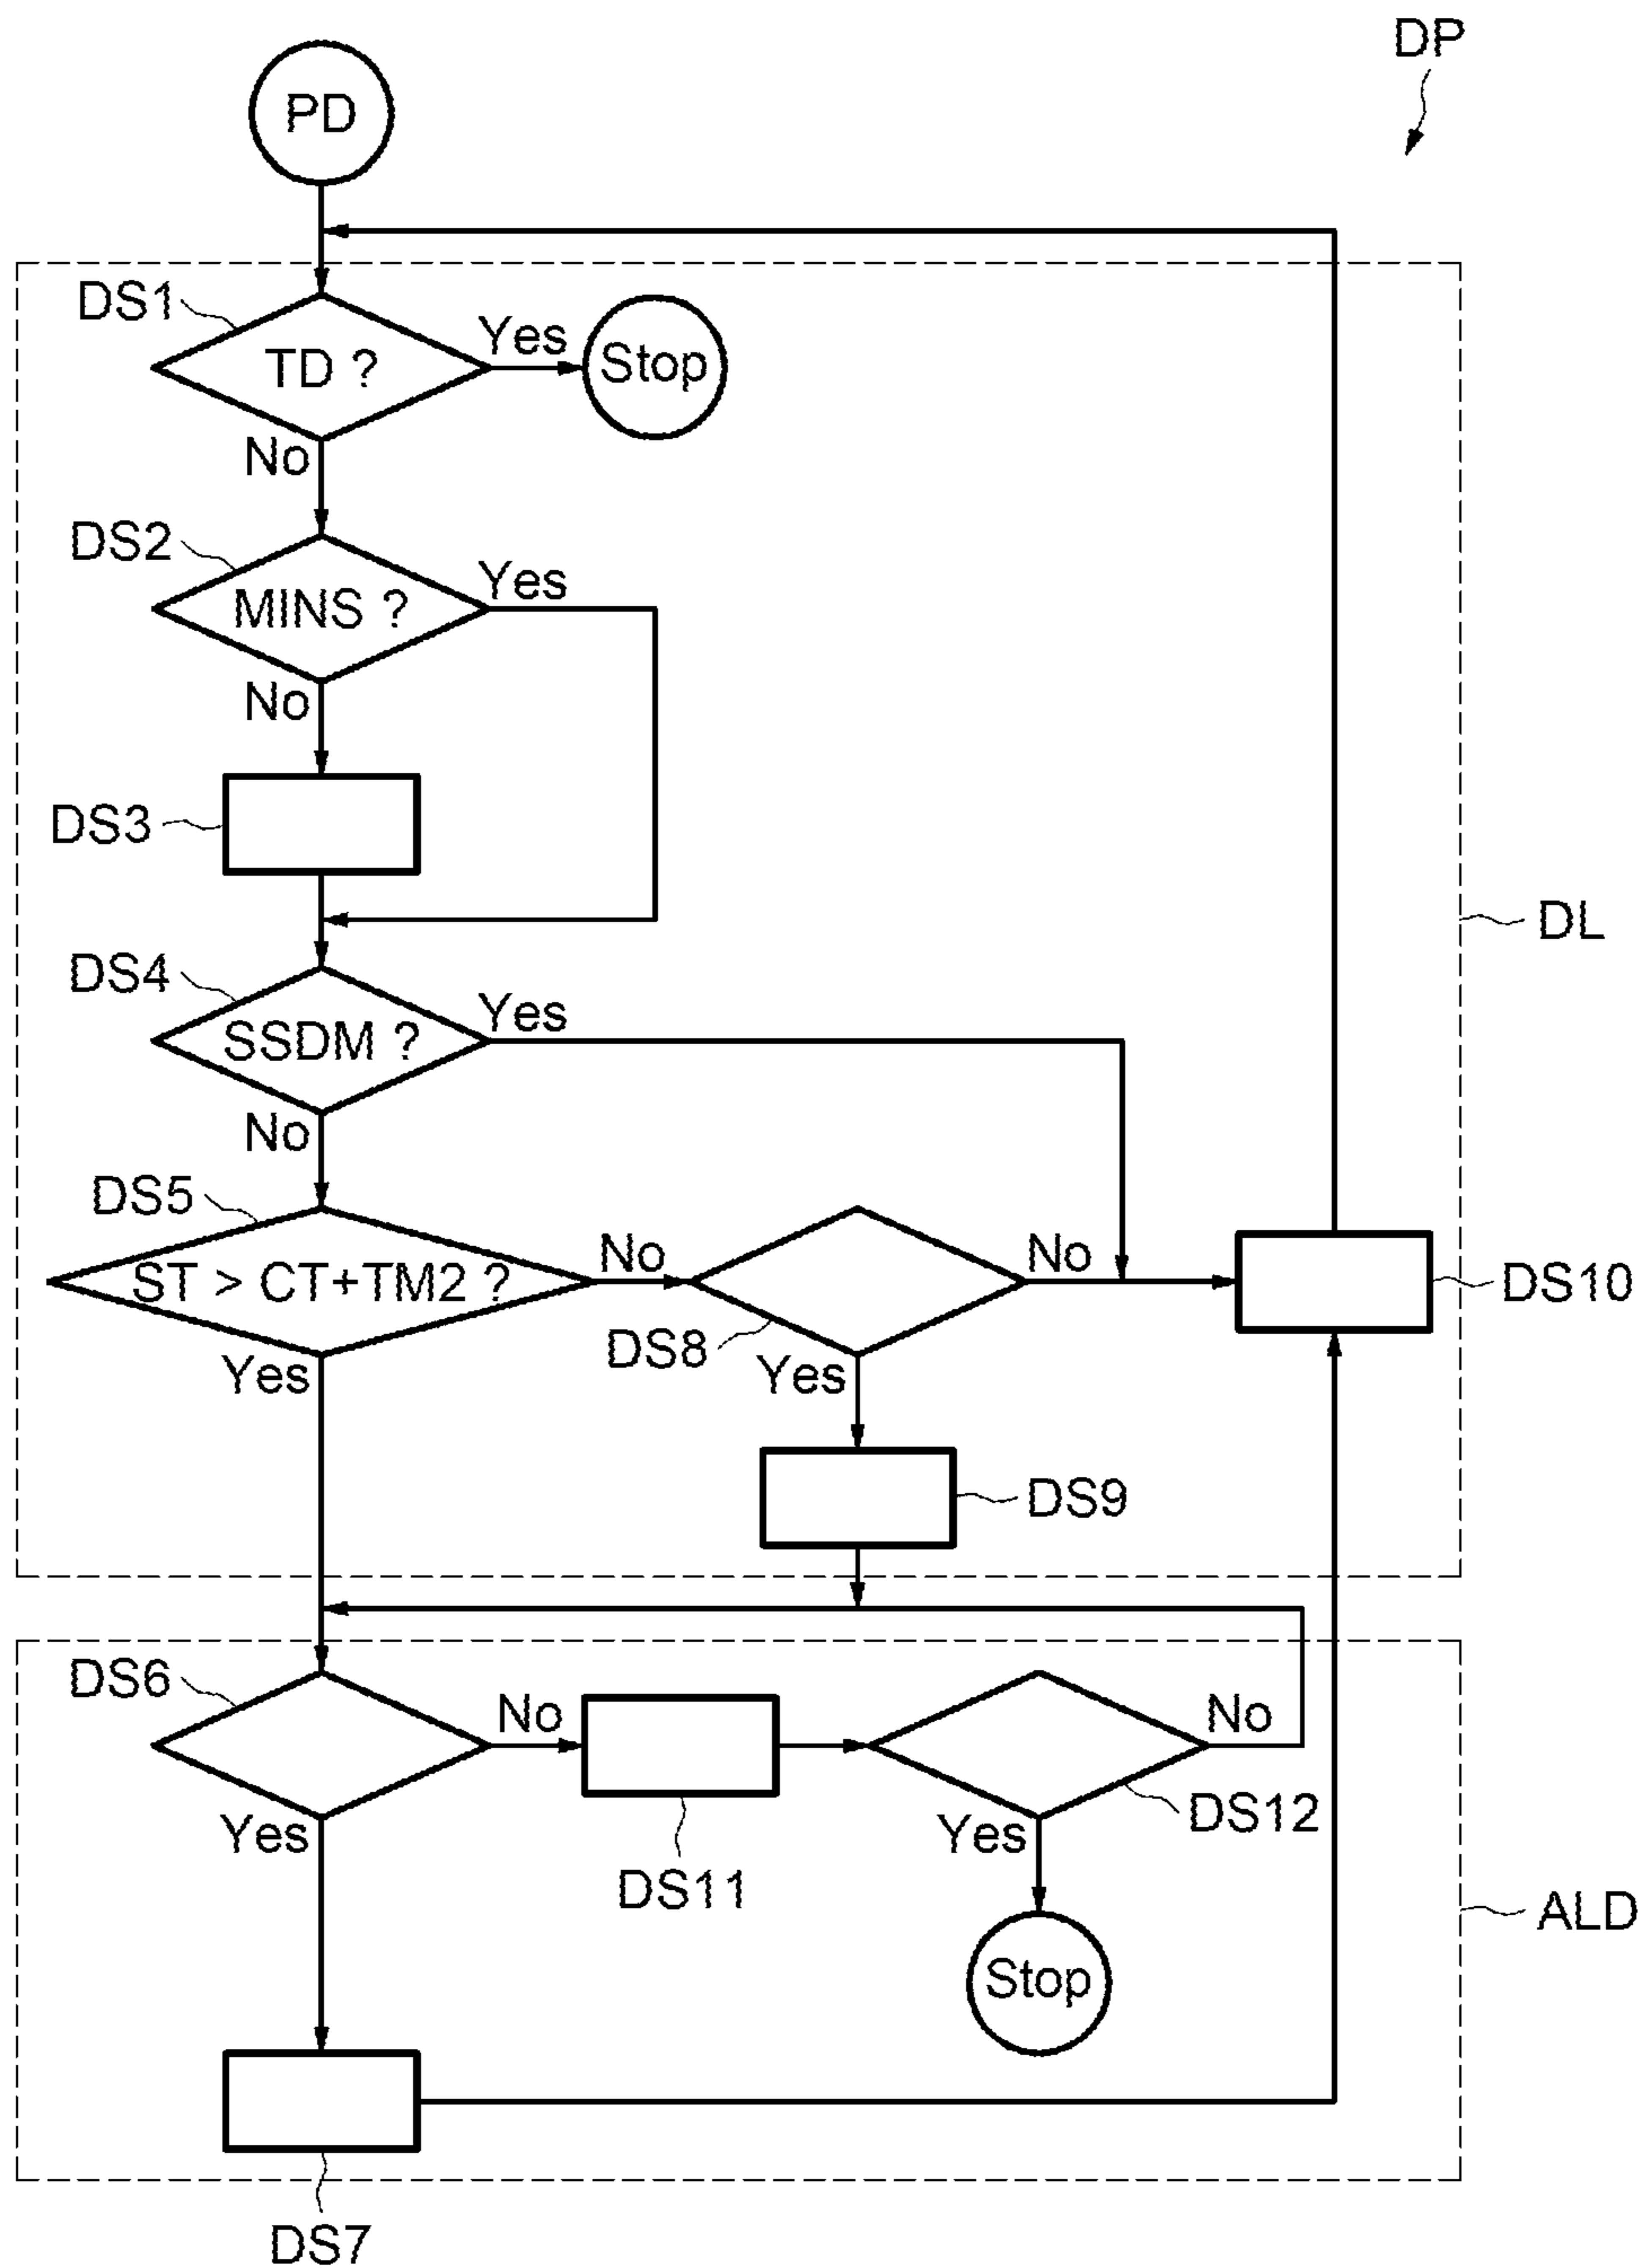 DP
PD
DS1
TD ?
Yes
Stop
No
DS2
MINS ?
Yes
No
DS3
DL
DS4
SSDM ?
Yes
No
DS5
ST > CT+TM2 ?
No
No
DS10
DS8
Yes
Yes
DS9
DS6
No
No
DS12
Yes
Yes
DS11
ALD
Stop
DS7